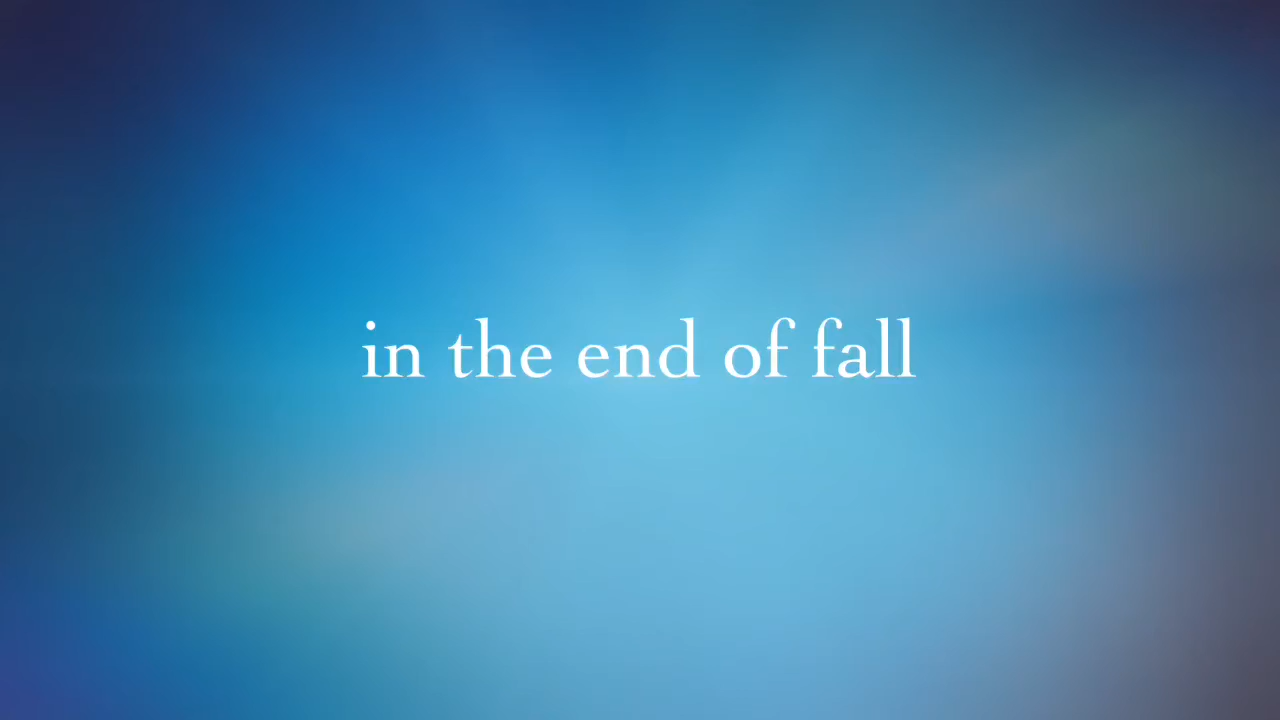 in the end of fall